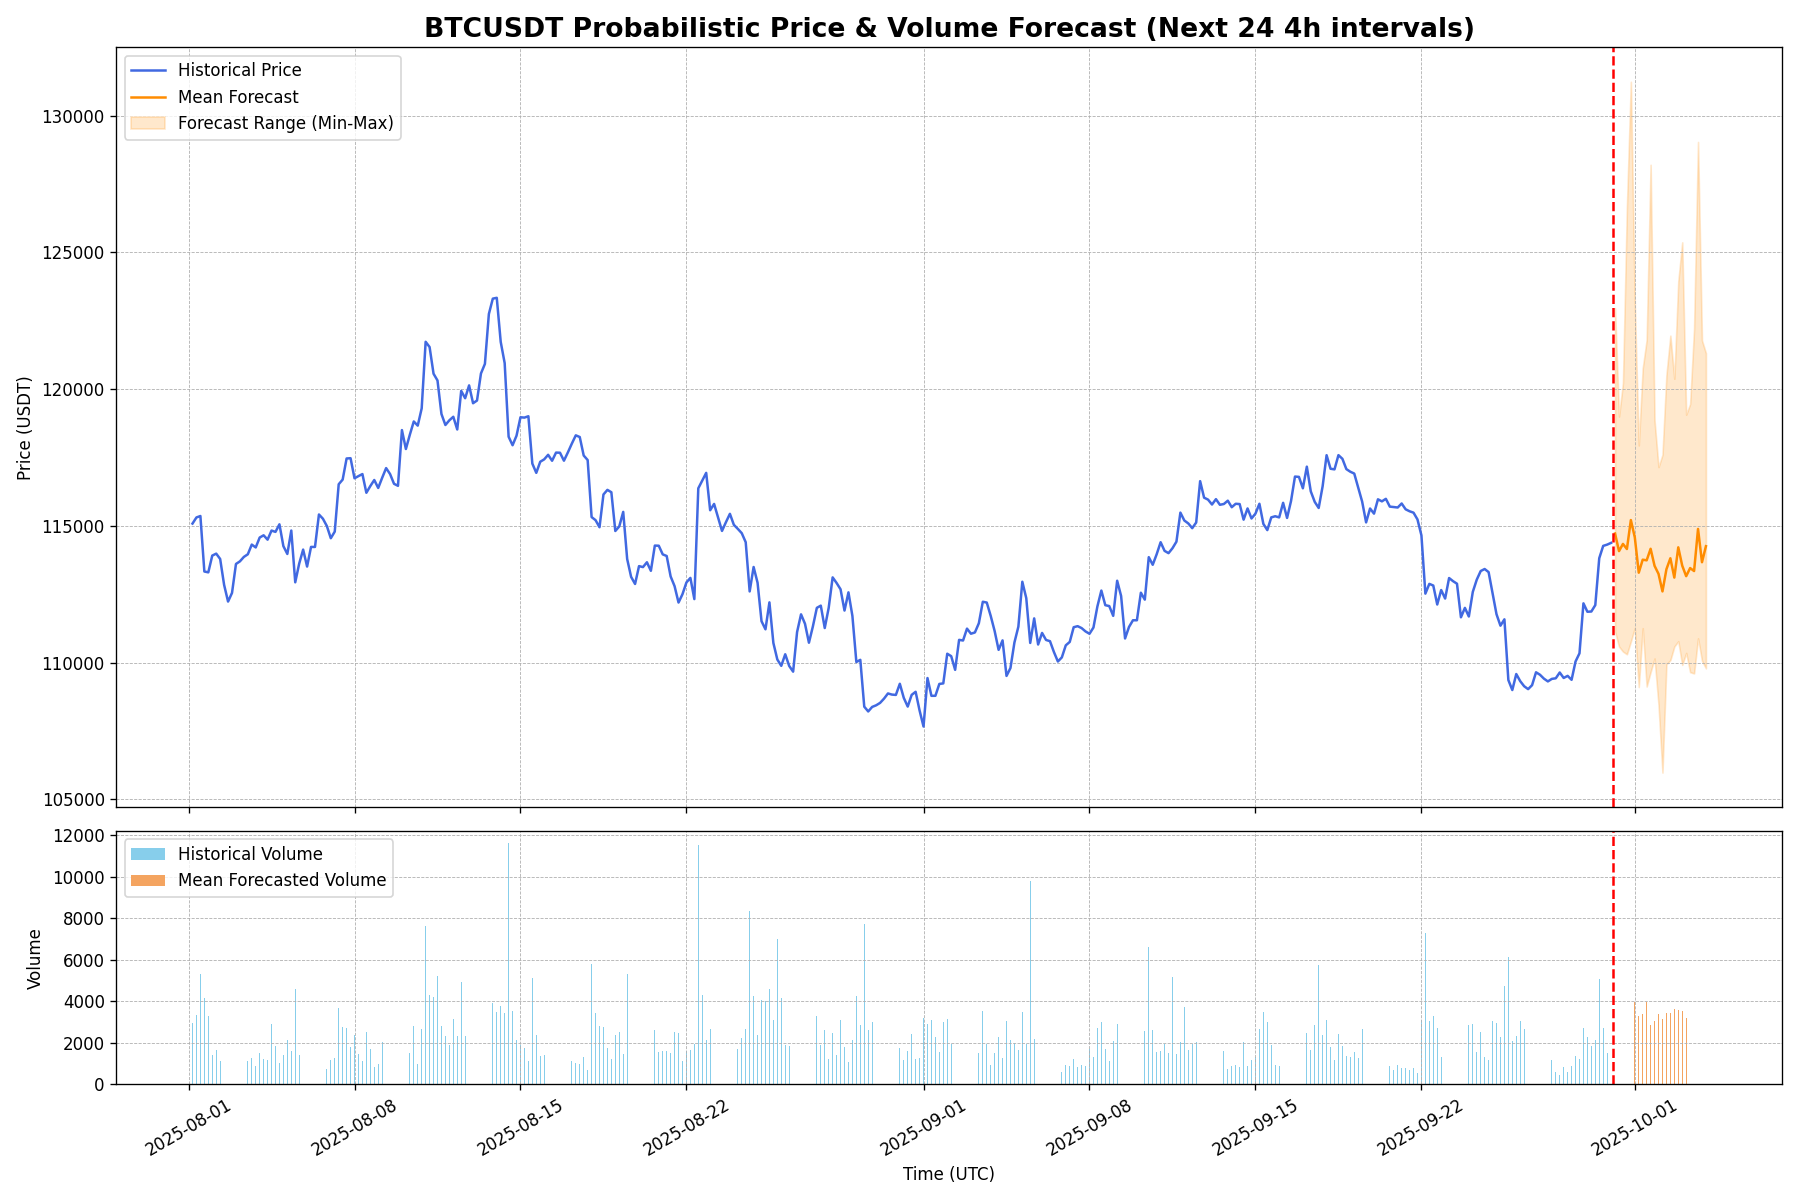 BTCUSDT Probabilistic Price & Volume Forecast (Next 24 4h intervals)
Historical Price
Mean Forecast
Forecast Range (Min-Max)
Price (USDT)
130000
125000
120000
115000
110000
105000
Historical Volume
Mean Forecasted Volume
Volume
12000
10000
8000
6000
4000
2000
0
2025-08-01
2025-08-08
2025-08-15
2025-08-22
2025-09-01
2025-09-08
2025-09-15
2025-09-22
2025-10-01
Time (UTC)